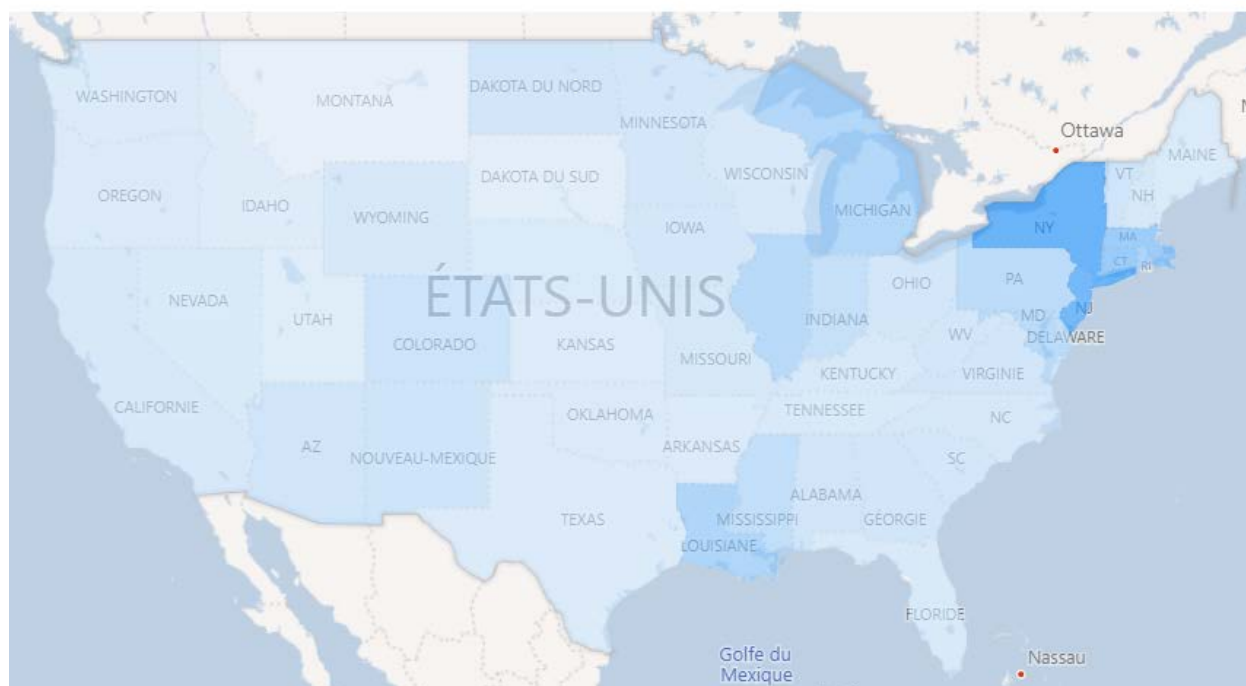 Ottawa
WASHINGTON
MONTANA
DAKOTA DU NORD
MINNESOTA
MAINE
VT
NH
OREGON
IDAHO
WYOMING
DAKOTA DU SUD
WISCONSIN
MICHIGAN
NY
MA
CT
RI
IOWA
NEVADA
UTAH
COLORADO
ÉTATS-UNIS
KANSAS
MISSOURI
INDIANA
OHIO
PA
NJ
MD
DELAWARE
WV
VIRGINIE
KENTUCKY
CALIFORNIE
AZ
NOUVEAU-MEXIQUE
OKLAHOMA
ARKANSAS
TENNESSEE
NC
SC
TEXAS
MISSISSIPPI
ALABAMA
GÉORGIE
LOUISIANE
FLORIDE
Golfe du
Mexique
Nassau